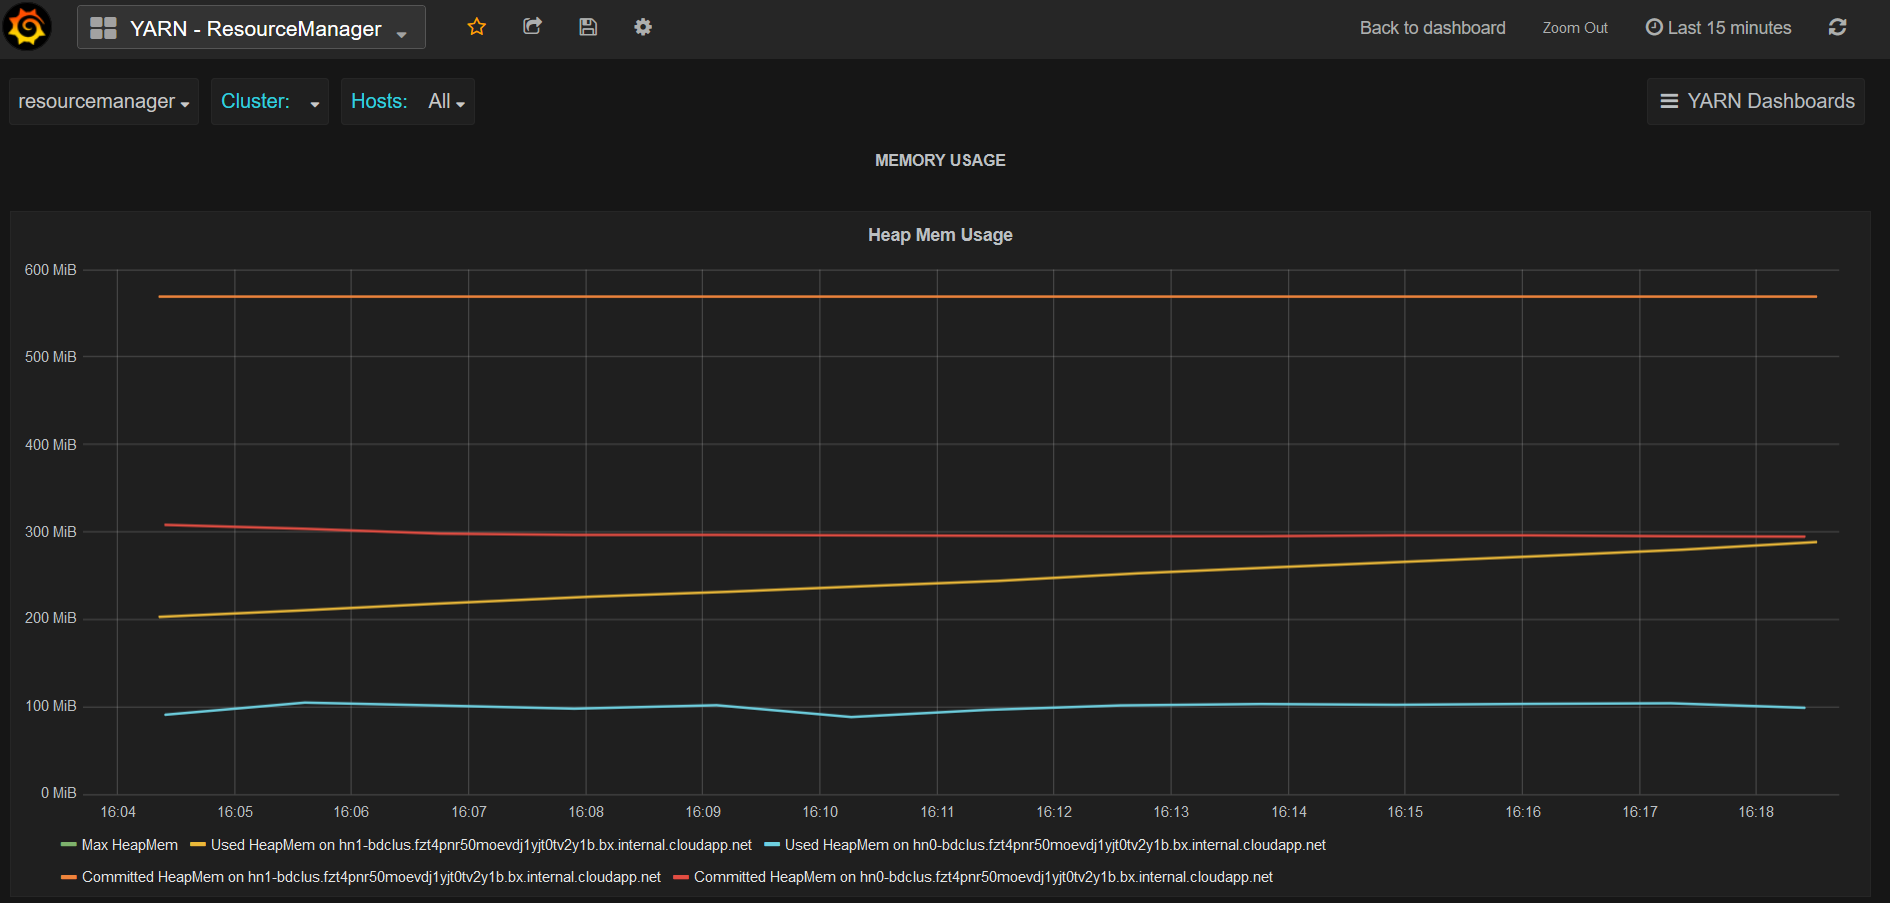 YARN - ResourceManager
Back to dashboard Zoom Out Last 15 minutes
resourcemanager Cluster: Hosts: All YARN Dashboards
MEMORY USAGE
Heap Mem Usage
600 MiB
500 MiB
400 MiB
300 MiB
200 MiB
100 MiB
0 MiB
16:04 16:05 16:06 16:07 16:08 16:09 16:10 16:11 16:12 16:13 16:14 16:15 16:16 16:17 16:18
Max HeapMem Used HeapMem on hn1-bdclus.fzt4pnr50moevdj1yjt0tv2y1b.bx.internal.cloudapp.net Used HeapMem on hn0-bdclus.fzt4pnr50moevdj1yjt0tv2y1b.bx.internal.cloudapp.net
Committed HeapMem on hn1-bdclus.fzt4pnr50moevdj1yjt0tv2y1b.bx.internal.cloudapp.net Committed HeapMem on hn0-bdclus.fzt4pnr50moevdj1yjt0tv2y1b.bx.internal.cloudapp.net